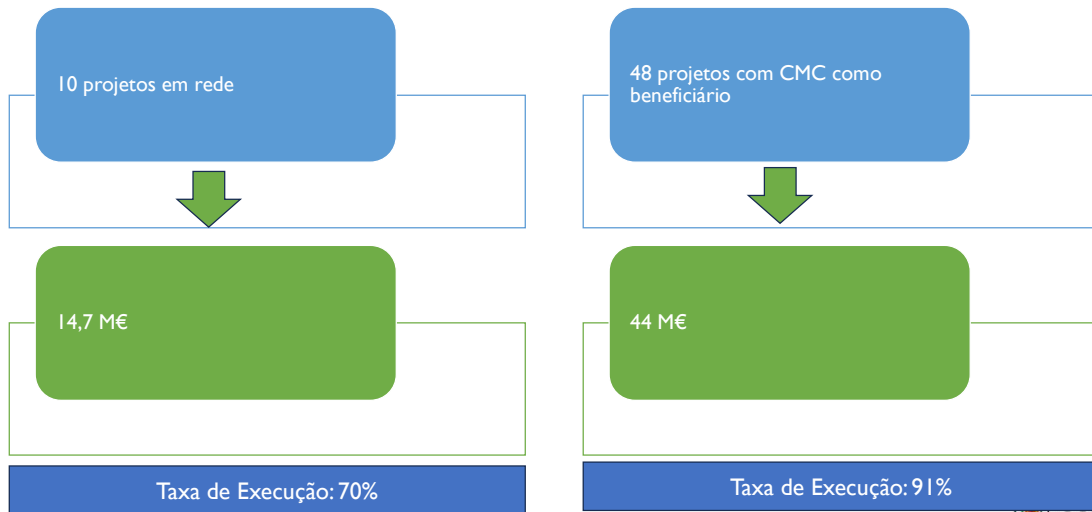 10 projetos em rede
14,7 M€
Taxa de Execução: 70%
48 projetos com CMC como
beneficiário
44 M€
Taxa de Execução: 91%